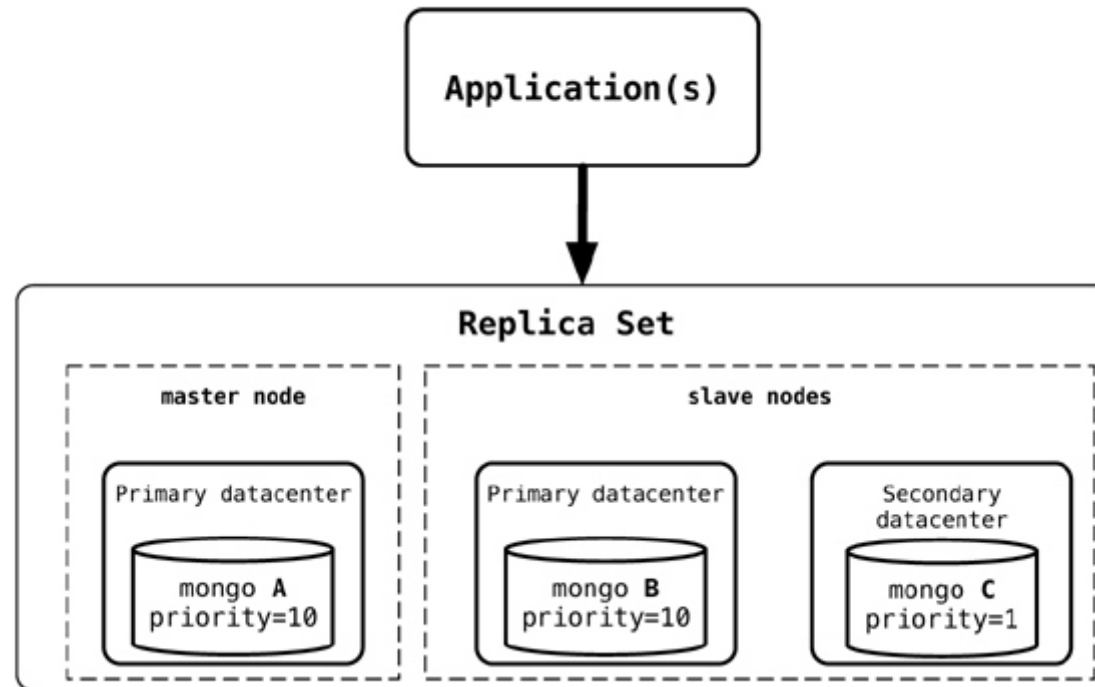 Application(s)
Replica Set
master node
slave nodes
Primary datacenter
mongo A
priority=10
Primary datacenter
mongo B
priority=10
Secondary
datacenter
mongo C
priority=1